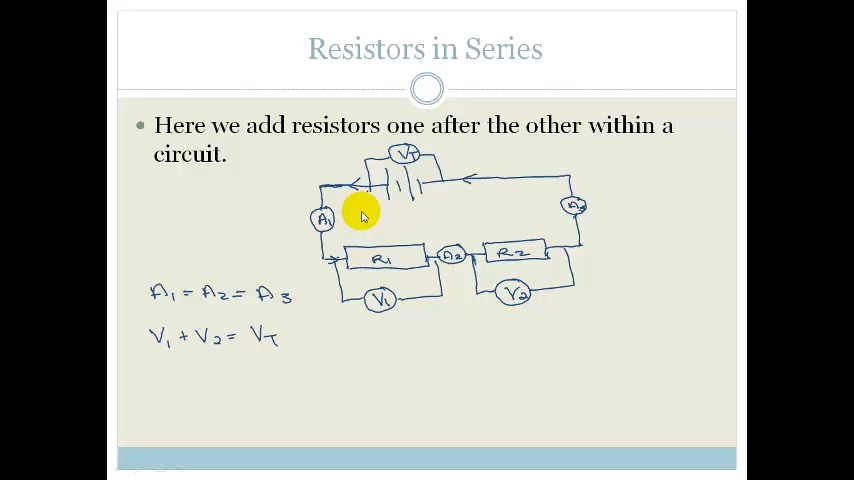 Resistors in Series
Here we add resistors one after the other within a
circuit.
VT
A1
A3
R1
A2
R2
V1
V2
A1 = A2 = A3
V1 + V2 = VT